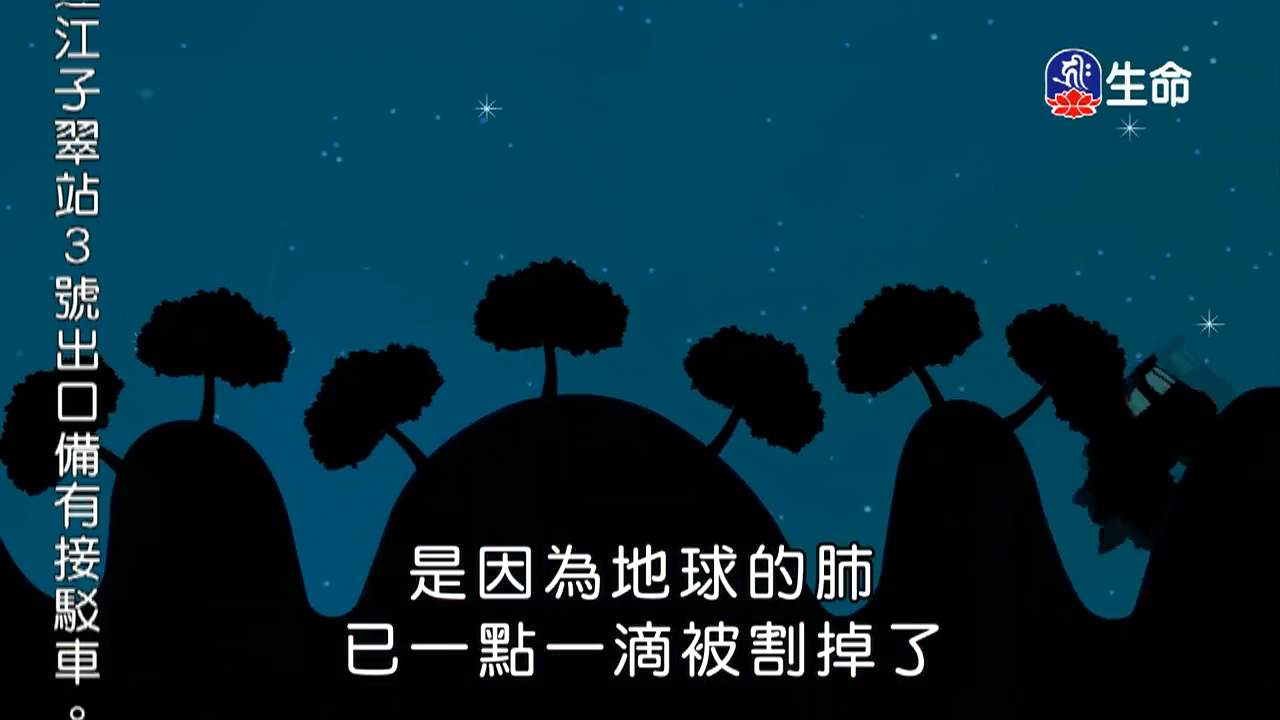 江子翠站3號出口備有接駁車。
生命
是因為地球的肺
已一點一滴被割掉了